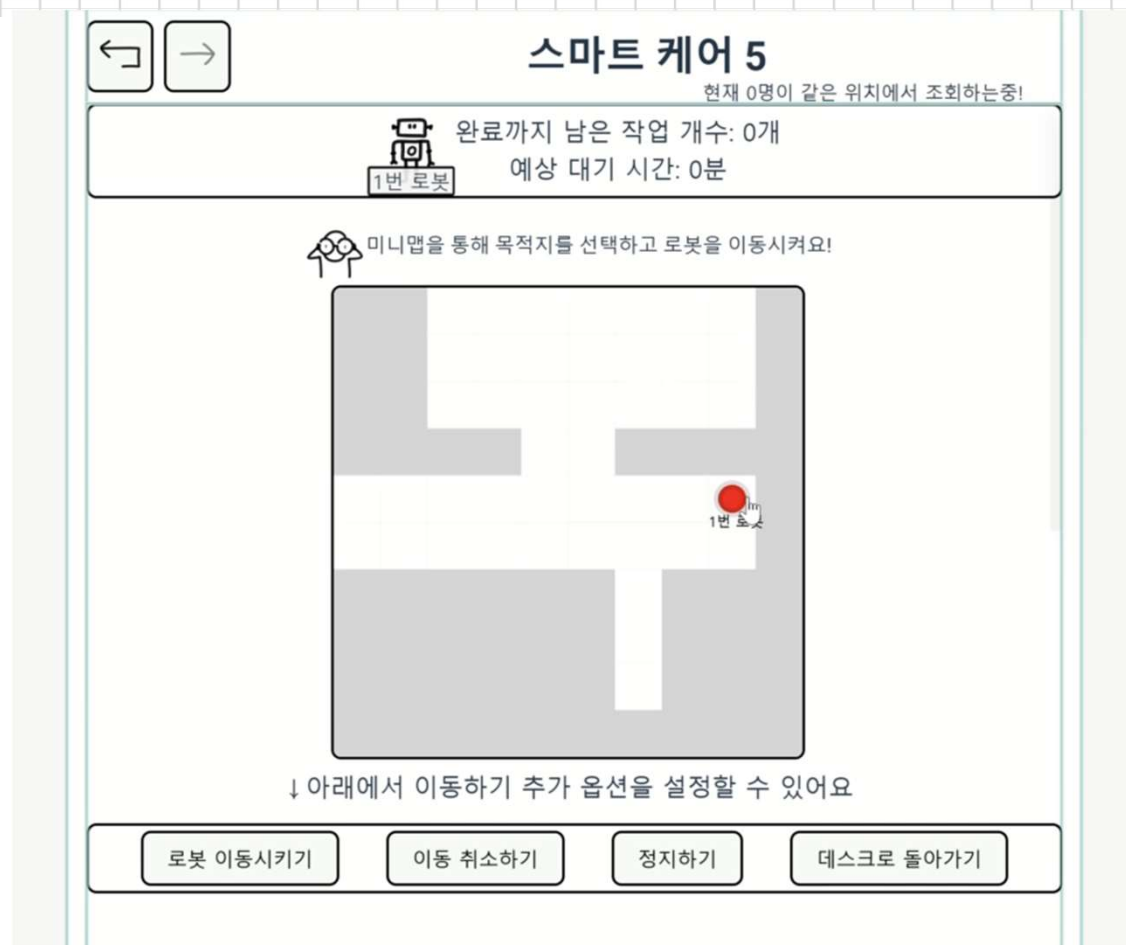 스마트 케어 5
현재 0명이 같은 위치에서 조회하는중!
완료까지 남은 작업 개수: 0개
예상 대기 시간: 0분
1번 로봇
미니맵을 통해 목적지를 선택하고 로봇을 이동시켜요!
1번 로봇
↓아래에서 이동하기 추가 옵션을 설정할 수 있어요
로봇 이동시키기
이동 취소하기
정지하기
데스크로 돌아가기